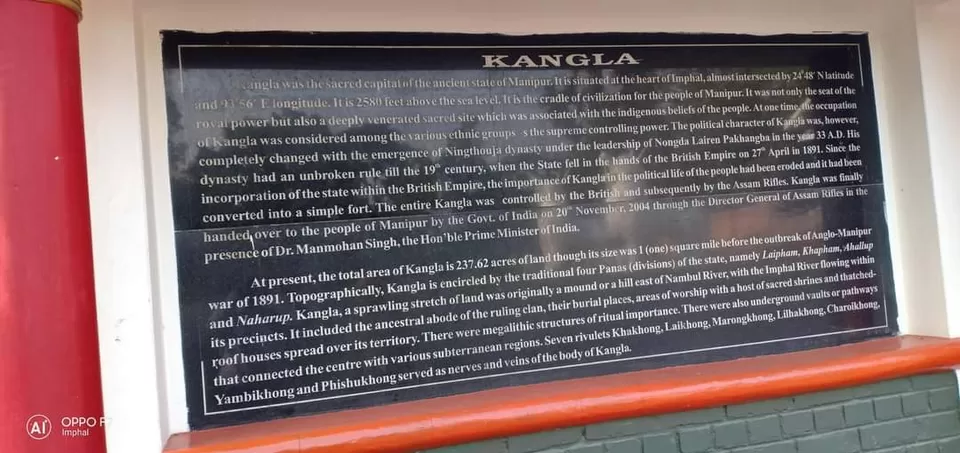 KANGLA
Kangla was the sacred capital of the ancient state of Manipur. It is situated at the heart of Imphal, almost intersected by 24°48' N latitude
and 93°56' E longitude. It is 2580 feet above the sea level. It is the cradle of civilization for the people of Manipur. It was not only the seat of the
royal power but also a deeply venerated sacred site which was associated with the indigenous beliefs of the people. At one time, the occupation
of Kangla was considered among the various ethnic groups s the supreme controlling power. The political character of Kangla was, however,
completely changed with the emergence of Ningthouja dynasty under the leadership of Nongda Lairen Pakhangba in the year 33 A.D. His
dynasty had an unbroken rule till the 19th century, when the State fell in the hands of the British Empire on 27th April in 1891. Since the
incorporation of the state within the British Empire, the importance of Kangla in the political life of the people had been eroded and it had been
converted into a simple fort. The entire Kangla was controlled by the British and subsequently by the Assam Rifles. Kangla was finally
handed over to the people of Manipur by the Govt. of India on 20th November, 2004 through the Director General of Assam Rifles in the
presence of Dr. Manmohan Singh, the Hon'ble Prime Minister of India.
At present, the total area of Kangla is 237.62 acres of land though its size was 1 (one) square mile before the outbreak of Anglo-Manipur
war of 1891. Topographically, Kangla is encircled by the traditional four Panas (divisions) of the state, namely Laipham, Khapham, Ahallup
and Naharup. Kangla, a sprawling stretch of land was originally a mound or a hill east of Nambul River, with the Imphal River flowing within
its precincts. It included the ancestral abode of the ruling clan, their burial places, areas of worship with a host of sacred shrines and thatched-
roof houses spread over its territory. There were megalithic structures of ritual importance. There were also underground vaults or pathways
that connected the centre with various subterranean regions. Seven rivulets Khakhong, Laikhong, Marongkhong, Lilhakhong, Charoikhong,
Yambikhong and Phishukhong served as nerves and veins of the body of Kangla.
AI OPPO
Imphal